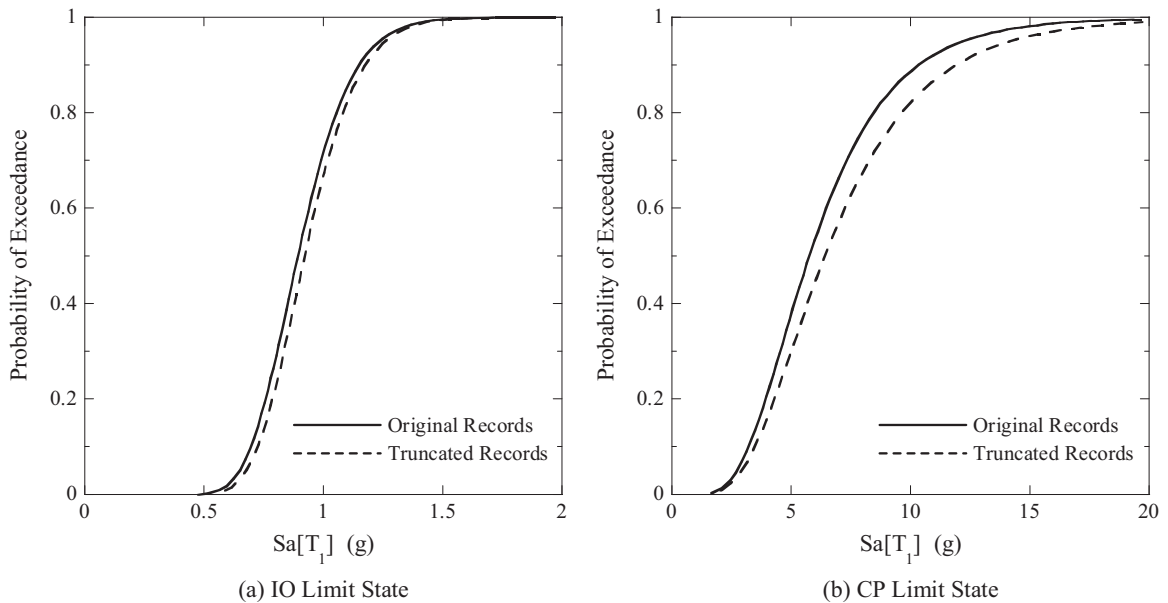 1
0.8
0.6
0.4
0.2
0
Probability of Exceedance
Original Records
Truncated Records
0
0.5
1
1.5
2
Sa[T1] (g)
(a) IO Limit State
1
0.8
0.6
0.4
0.2
0
Probability of Exceedance
Original Records
Truncated Records
0
5
10
15
20
Sa[T1] (g)
(b) CP Limit State